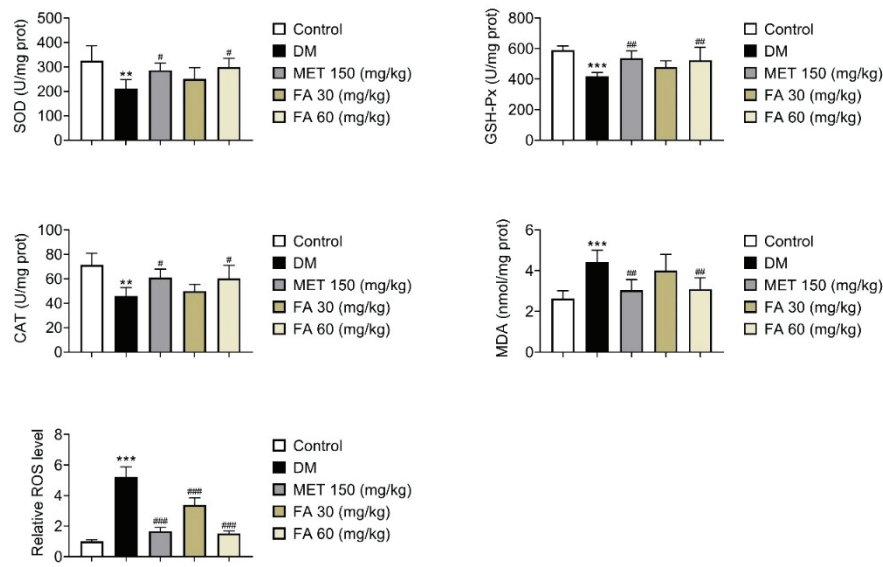 SOD (U/mg prot)
500
400
300
200
100
0
**
#
#
Control
DM
MET 150 (mg/kg)
FA 30 (mg/kg)
FA 60 (mg/kg)
GSH-Px (U/mg prot)
800
600
400
200
0
***
##
##
Control
DM
MET 150 (mg/kg)
FA 30 (mg/kg)
FA 60 (mg/kg)
CAT (U/mg prot)
100
80
60
40
20
0
**
#
#
Control
DM
MET 150 (mg/kg)
FA 30 (mg/kg)
FA 60 (mg/kg)
MDA (nmol/mg prot)
6
4
2
0
***
##
##
Control
DM
MET 150 (mg/kg)
FA 30 (mg/kg)
FA 60 (mg/kg)
Relative ROS level
8
6
4
2
0
***
###
###
###
Control
DM
MET 150 (mg/kg)
FA 30 (mg/kg)
FA 60 (mg/kg)